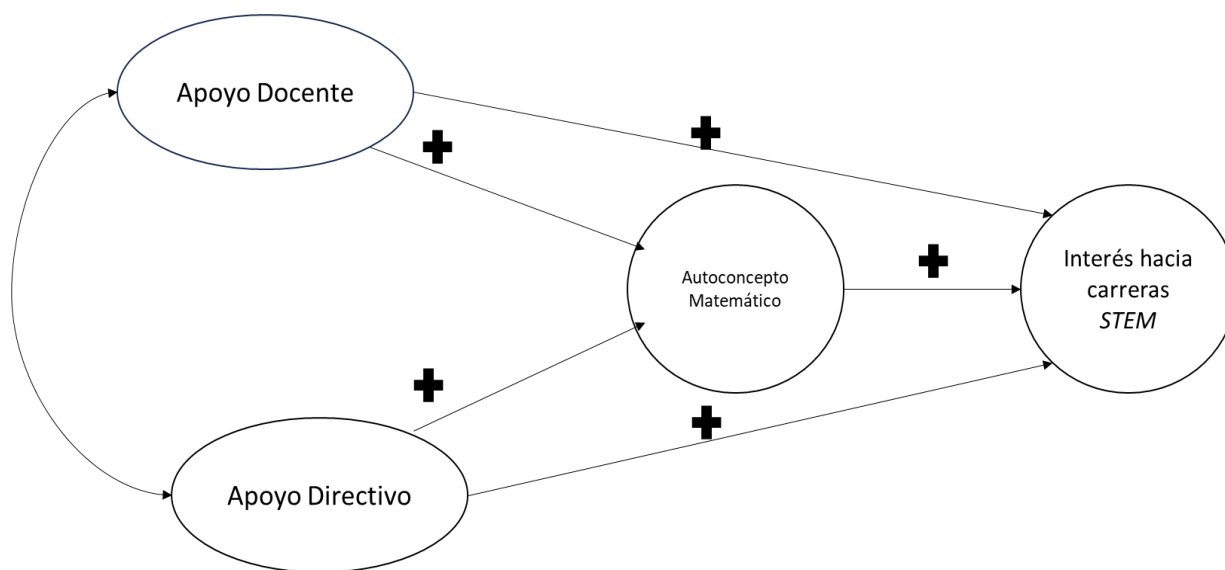 Apoyo Docente
Autoconcepto
Matemático
Interés hacia
carreras
STEM
Apoyo Directivo